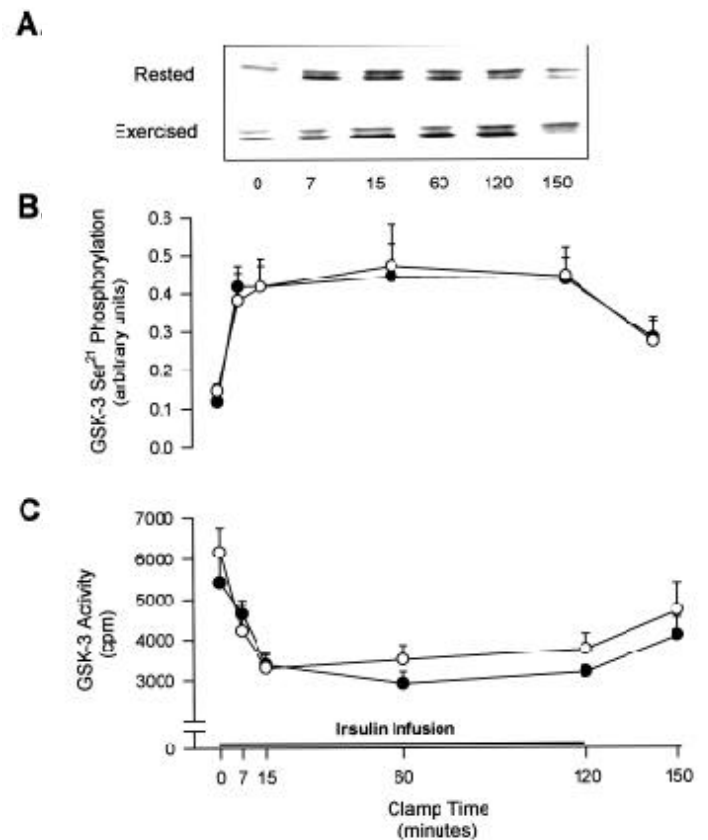 A.
Rested
Exercised
0 7 15 60 120 150
B
GSK-3 Ser21 Phosphorylation
(arbitrary units)
0.6
0.5
0.4
0.3
0.2
0.1
0.0
C
GSK-3 Activity
(cpm)
7000
6000
5000
4000
3000
0
Insulin infusion
0 7 15 60 120 150
Clamp Time
(minutes)